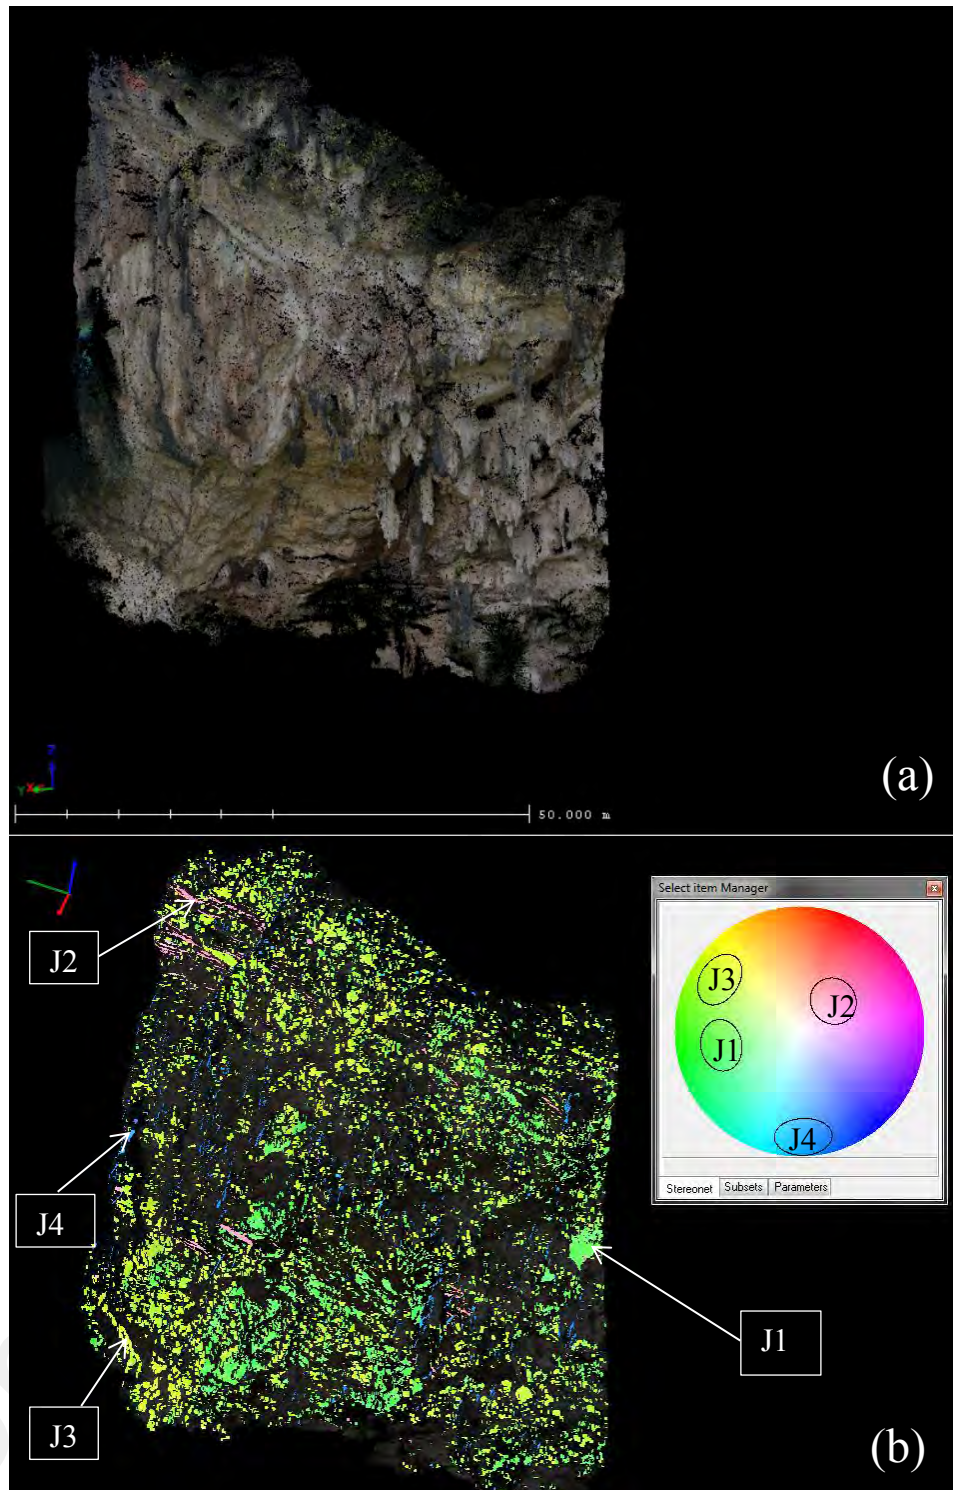 Z
Y X
50.000 m
(a)
J2
Select item Manager
J3
J2
J1
J4
Stereonet Subsets Parameters
J4
J1
J3
(b)